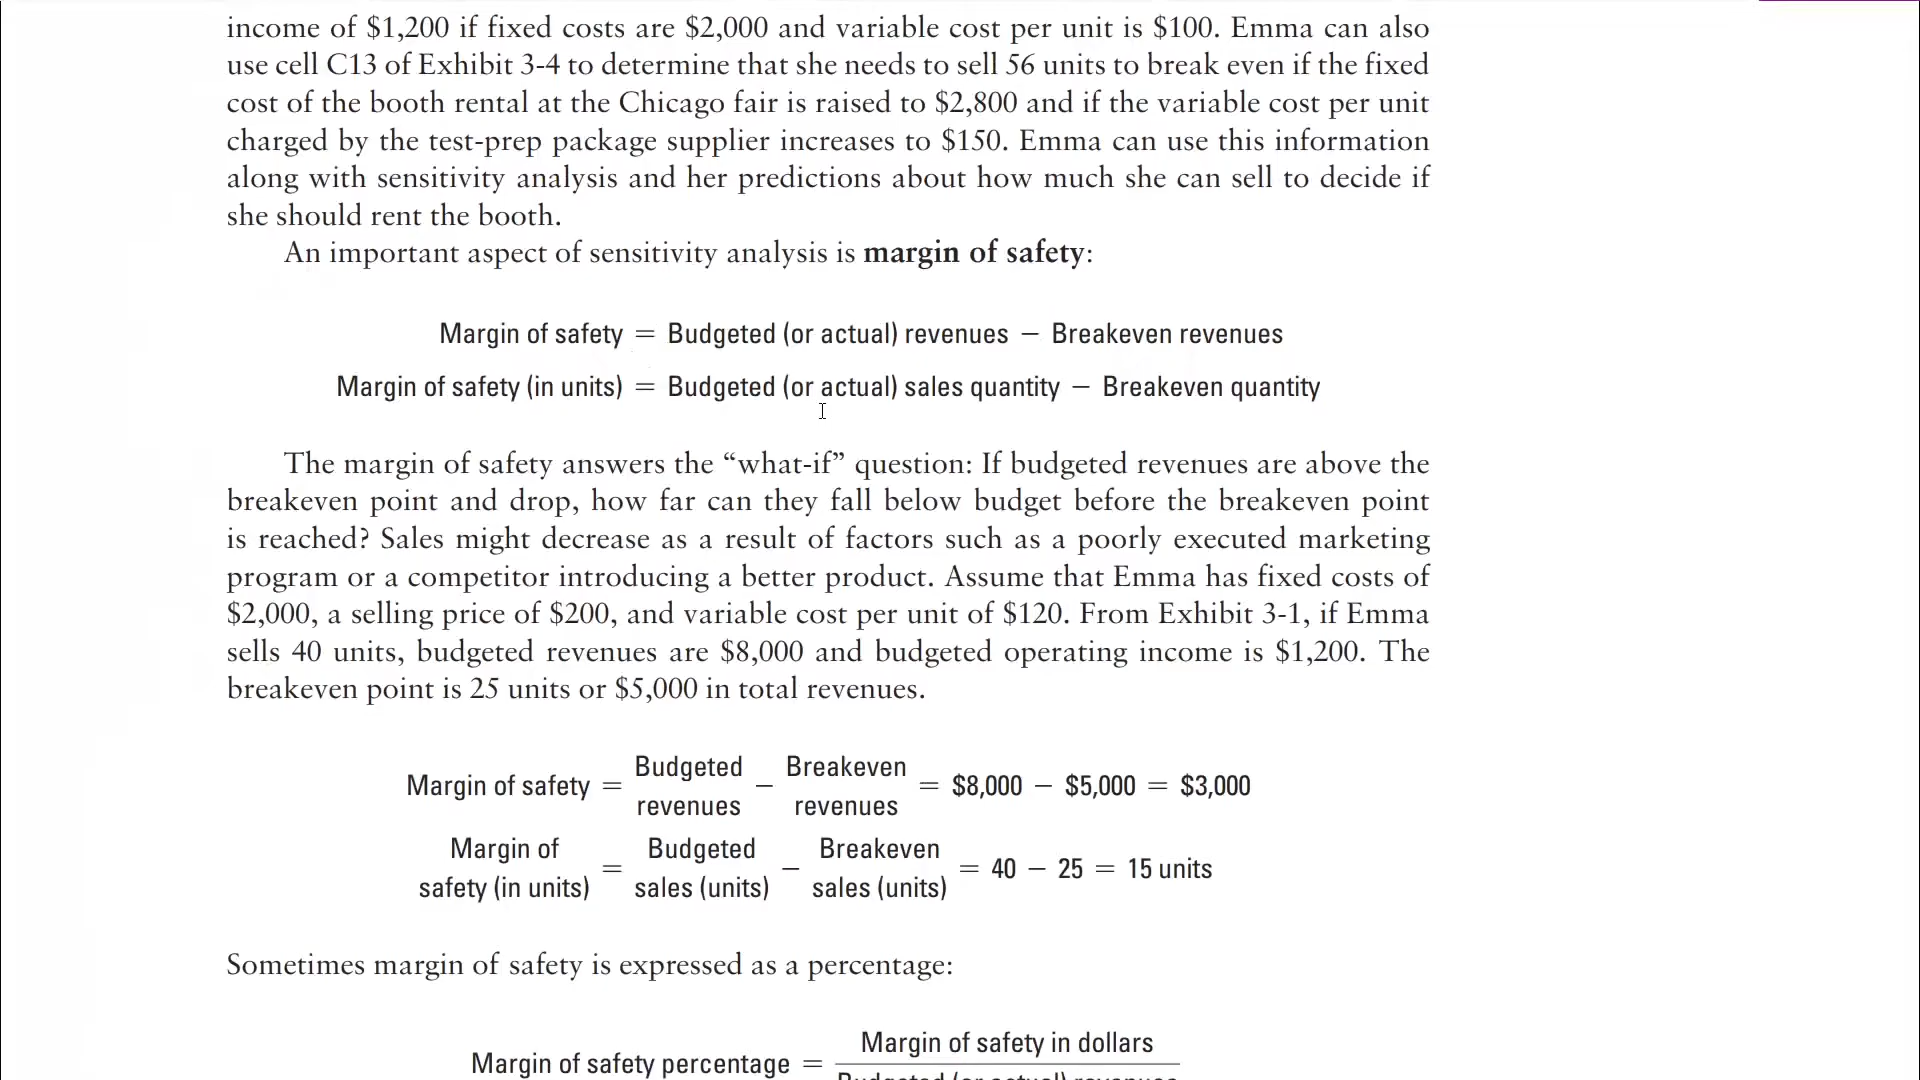 income of $1,200 if fixed costs are $2,000 and variable cost per unit is $100. Emma can also
use cell C13 of Exhibit 3-4 to determine that she needs to sell 56 units to break even if the fixed
cost of the booth rental at the Chicago fair is raised to $2,800 and if the variable cost per unit
charged by the test-prep package supplier increases to $150. Emma can use this information
along with sensitivity analysis and her predictions about how much she can sell to decide if
she should rent the booth.
An important aspect of sensitivity analysis is margin of safety:
Margin of safety = Budgeted (or actual) revenues − Breakeven revenues
Margin of safety (in units) = Budgeted (or actual) sales quantity − Breakeven quantity
The margin of safety answers the “what-if” question: If budgeted revenues are above the
breakeven point and drop, how far can they fall below budget before the breakeven point
is reached? Sales might decrease as a result of factors such as a poorly executed marketing
program or a competitor introducing a better product. Assume that Emma has fixed costs of
$2,000, a selling price of $200, and variable cost per unit of $120. From Exhibit 3-1, if Emma
sells 40 units, budgeted revenues are $8,000 and budgeted operating income is $1,200. The
breakeven point is 25 units or $5,000 in total revenues.
Budgeted Breakeven
Margin of safety = − = $8,000 − $5,000 = $3,000
revenues revenues
Margin of Budgeted Breakeven
= − = 40 − 25 = 15 units
safety (in units) sales (units) sales (units)
Sometimes margin of safety is expressed as a percentage:
Margin of safety in dollars
Margin of safety percentage =
Budgeted (or actual) revenues